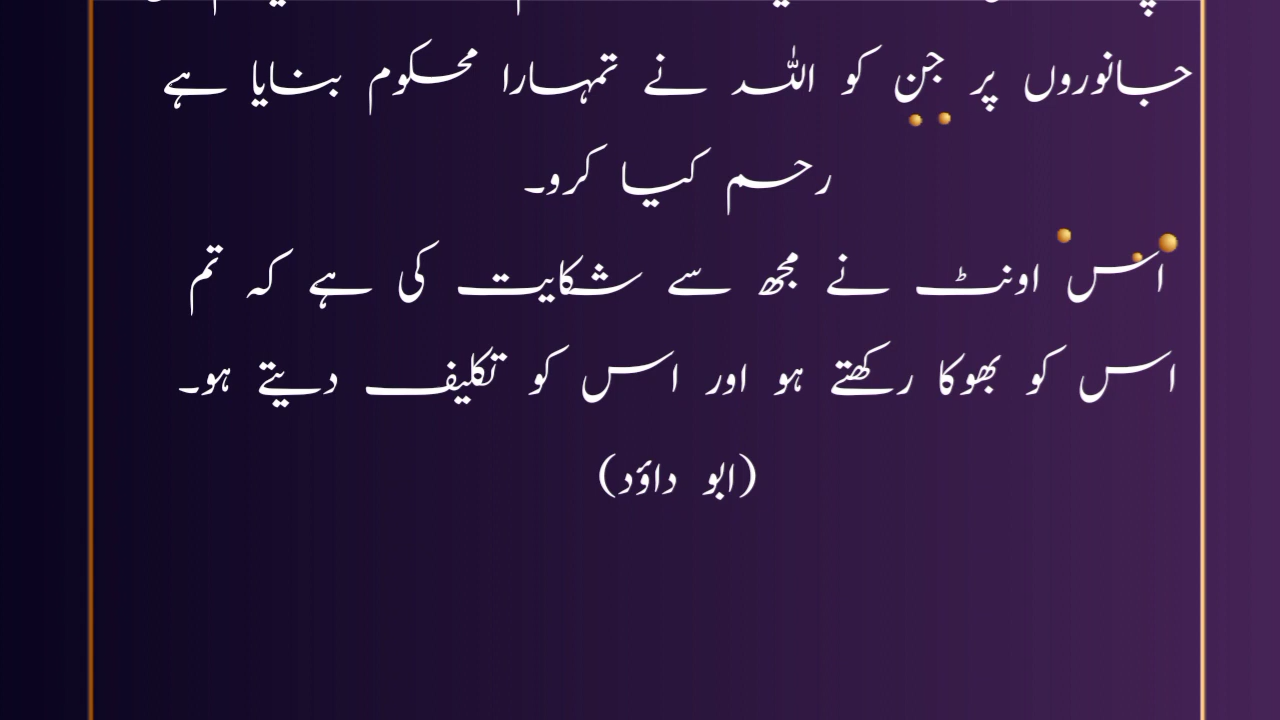 جانوروں پر جن کو اللہ نے تمہارا محکوم بنایا ہے
رحم کیا کرو۔
اس اونٹ نے مجھ سے شکایت کی ہے کہ تم
اس کو بھوکا رکھتے ہو اور اس کو تکلیف دیتے ہو۔
(ابو داؤد)